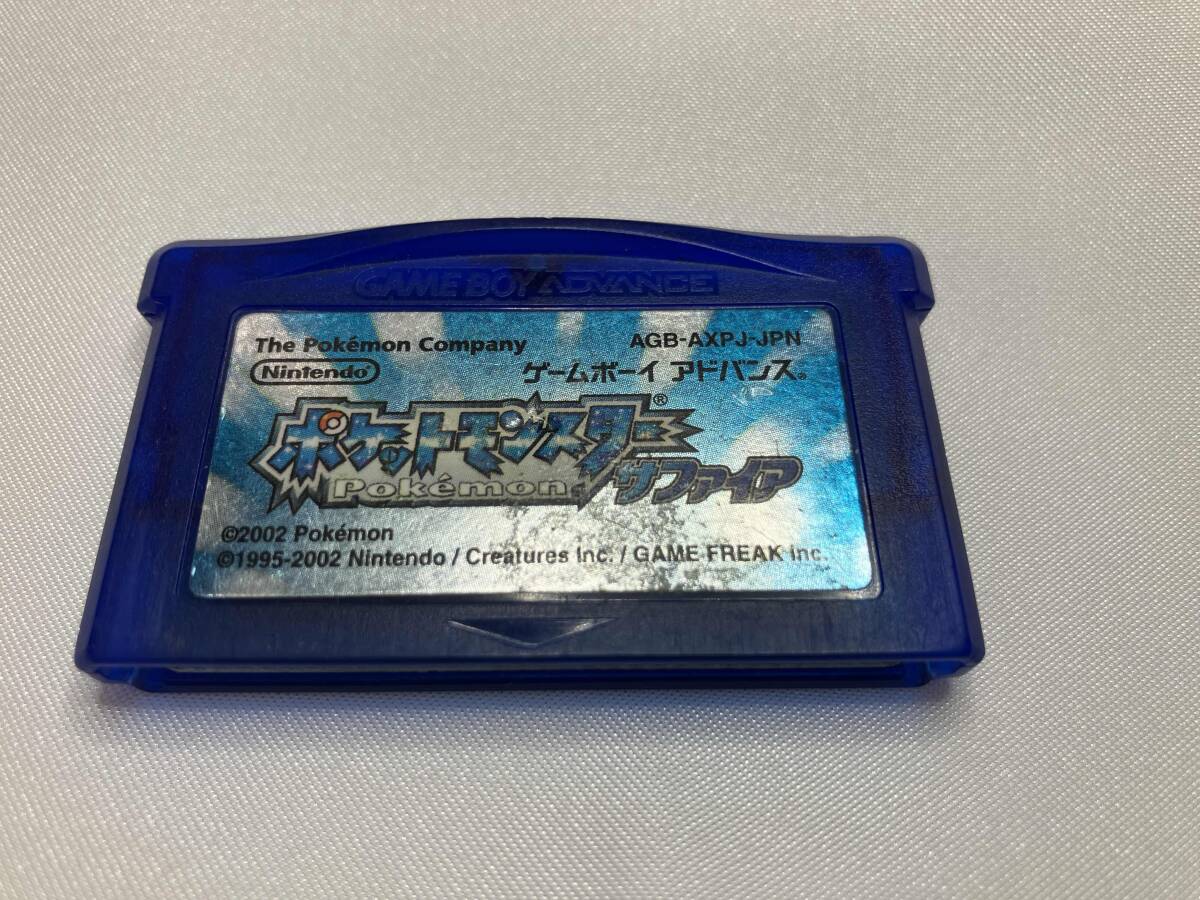 GAME BOY ADVANCE
The Pokémon Company AGB-AXPJ-JPN
Nintendo ゲームボーイ アドバンス®
ポケットモンスター®
Pokémon サファイア
©2002 Pokémon
©1995-2002 Nintendo / Creatures Inc. / GAME FREAK Inc.